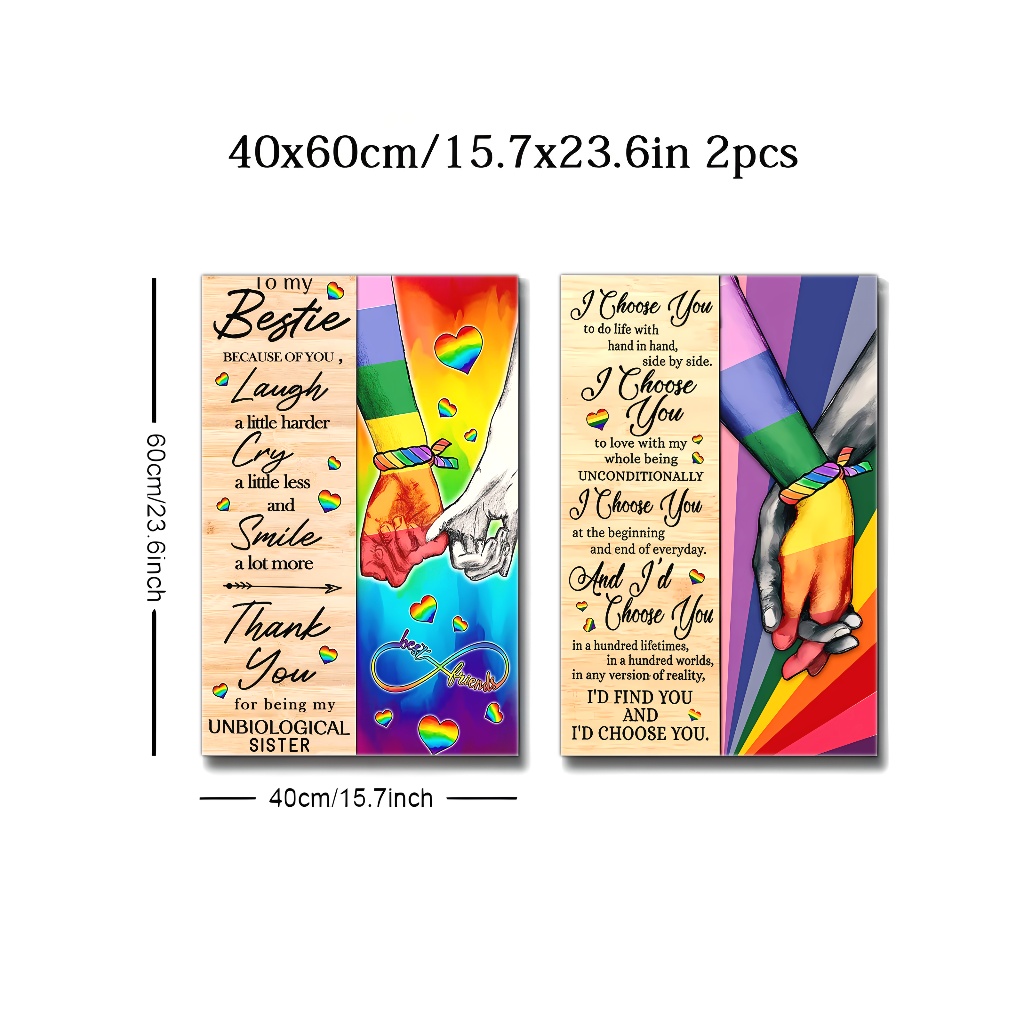 40x60cm/15.7x23.6in 2pcs
60cm/23.6inch
To my
Bestie
BECAUSE OF YOU ,
Laugh
a little harder
Cry
a little less
and
Smile
a lot more
Thank
You
for being my
UNBIOLOGICAL
SISTER
best
friends
I Choose You
to do life with
hand in hand,
side by side.
I Choose
You
to love with my
whole being
UNCONDITIONALLY
I Choose You
at the beginning
and end of everyday.
And I'd
Choose You
in a hundred lifetimes,
in a hundred worlds,
in any version of reality,
I'D FIND YOU
AND
I'D CHOOSE YOU.
40cm/15.7inch